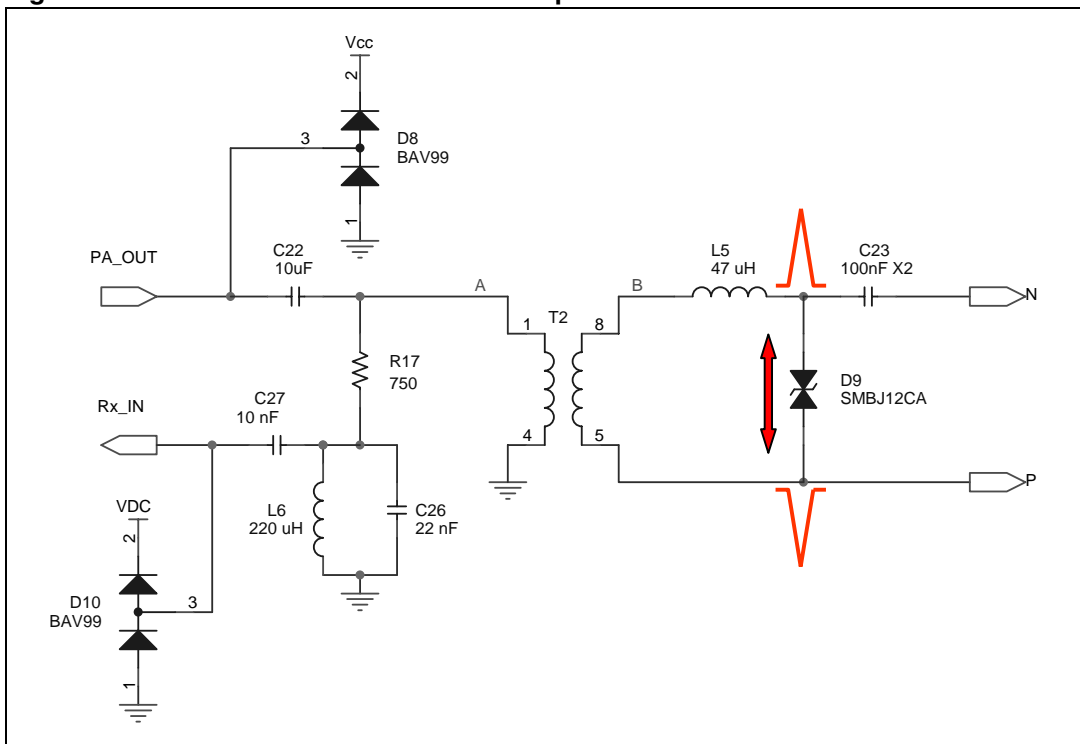 Vcc
2
3
D8
BAV99
1
PA_OUT
C22
10uF
A
B
L5
47 uH
C23
100nF X2
N
T2
1
8
R17
750
D9
SMBJ12CA
Rx_IN
C27
10 nF
4
5
P
VDC
2
L6
220 uH
C26
22 nF
D10
BAV99
3
1